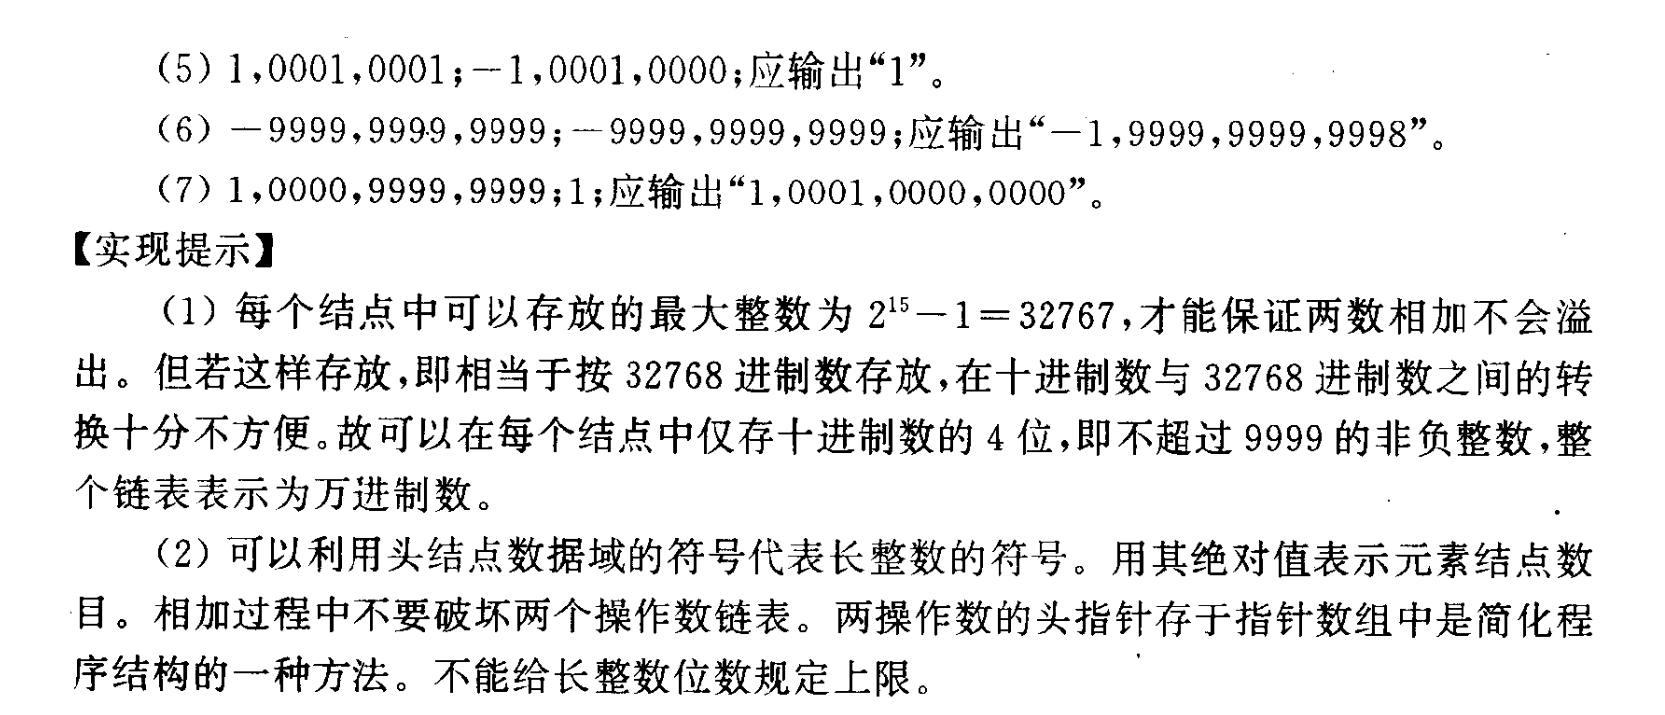 （5）1,0001,0001;－1,0001,0000;应输出“1”。
（6）－9999,9999,9999;－9999,9999,9999;应输出“－1,9999,9999,9998”。
（7）1,0000,9999,9999;1;应输出“1,0001,0000,0000”。
【实现提示】
（1）每个结点中可以存放的最大整数为 2¹⁵－1＝32767,才能保证两数相加不会溢
出。但若这样存放,即相当于按 32768 进制数存放,在十进制数与 32768 进制数之间的转
换十分不方便。故可以在每个结点中仅存十进制数的 4 位,即不超过 9999 的非负整数,整
个链表表示为万进制数。
（2）可以利用头结点数据域的符号代表长整数的符号。用其绝对值表示元素结点数
目。相加过程中不要破坏两个操作数链表。两操作数的头指针存于指针数组中是简化程
序结构的一种方法。不能给长整数位数规定上限。